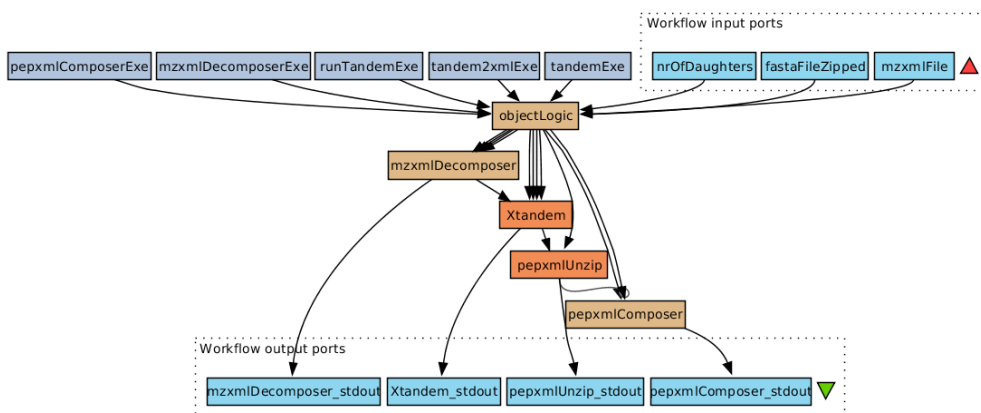 Workflow input ports
pepxmlComposerExe mzxmlDecomposerExe runTandemExe tandem2xmlExe tandemExe nrOfDaughters fastaFileZipped mzxmlFile
objectLogic
mzxmlDecomposer
Xtandem
pepxmlUnzip
pepxmlComposer
Workflow output ports
mzxmlDecomposer_stdout Xtandem_stdout pepxmlUnzip_stdout pepxmlComposer_stdout